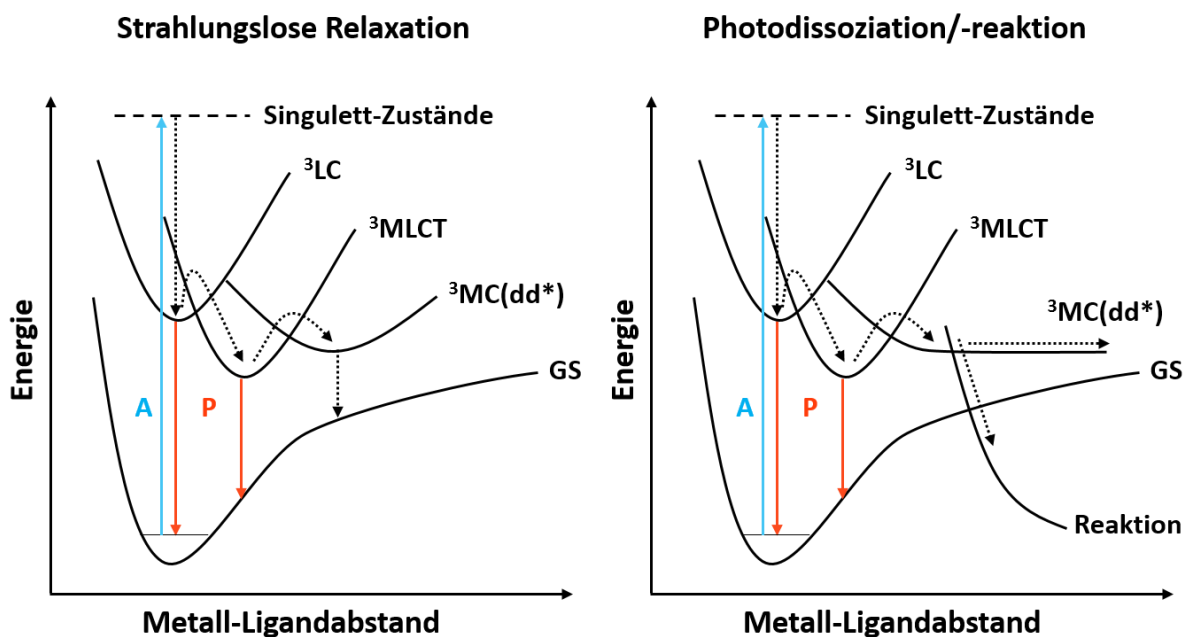 Strahlungslose Relaxation
Singulett-Zustände
³LC
³MLCT
³MC(dd*)
GS
A
P
Energie
Metall-Ligandabstand
Photodissoziation/-reaktion
Singulett-Zustände
³LC
³MLCT
³MC(dd*)
GS
A
P
Reaktion
Energie
Metall-Ligandabstand